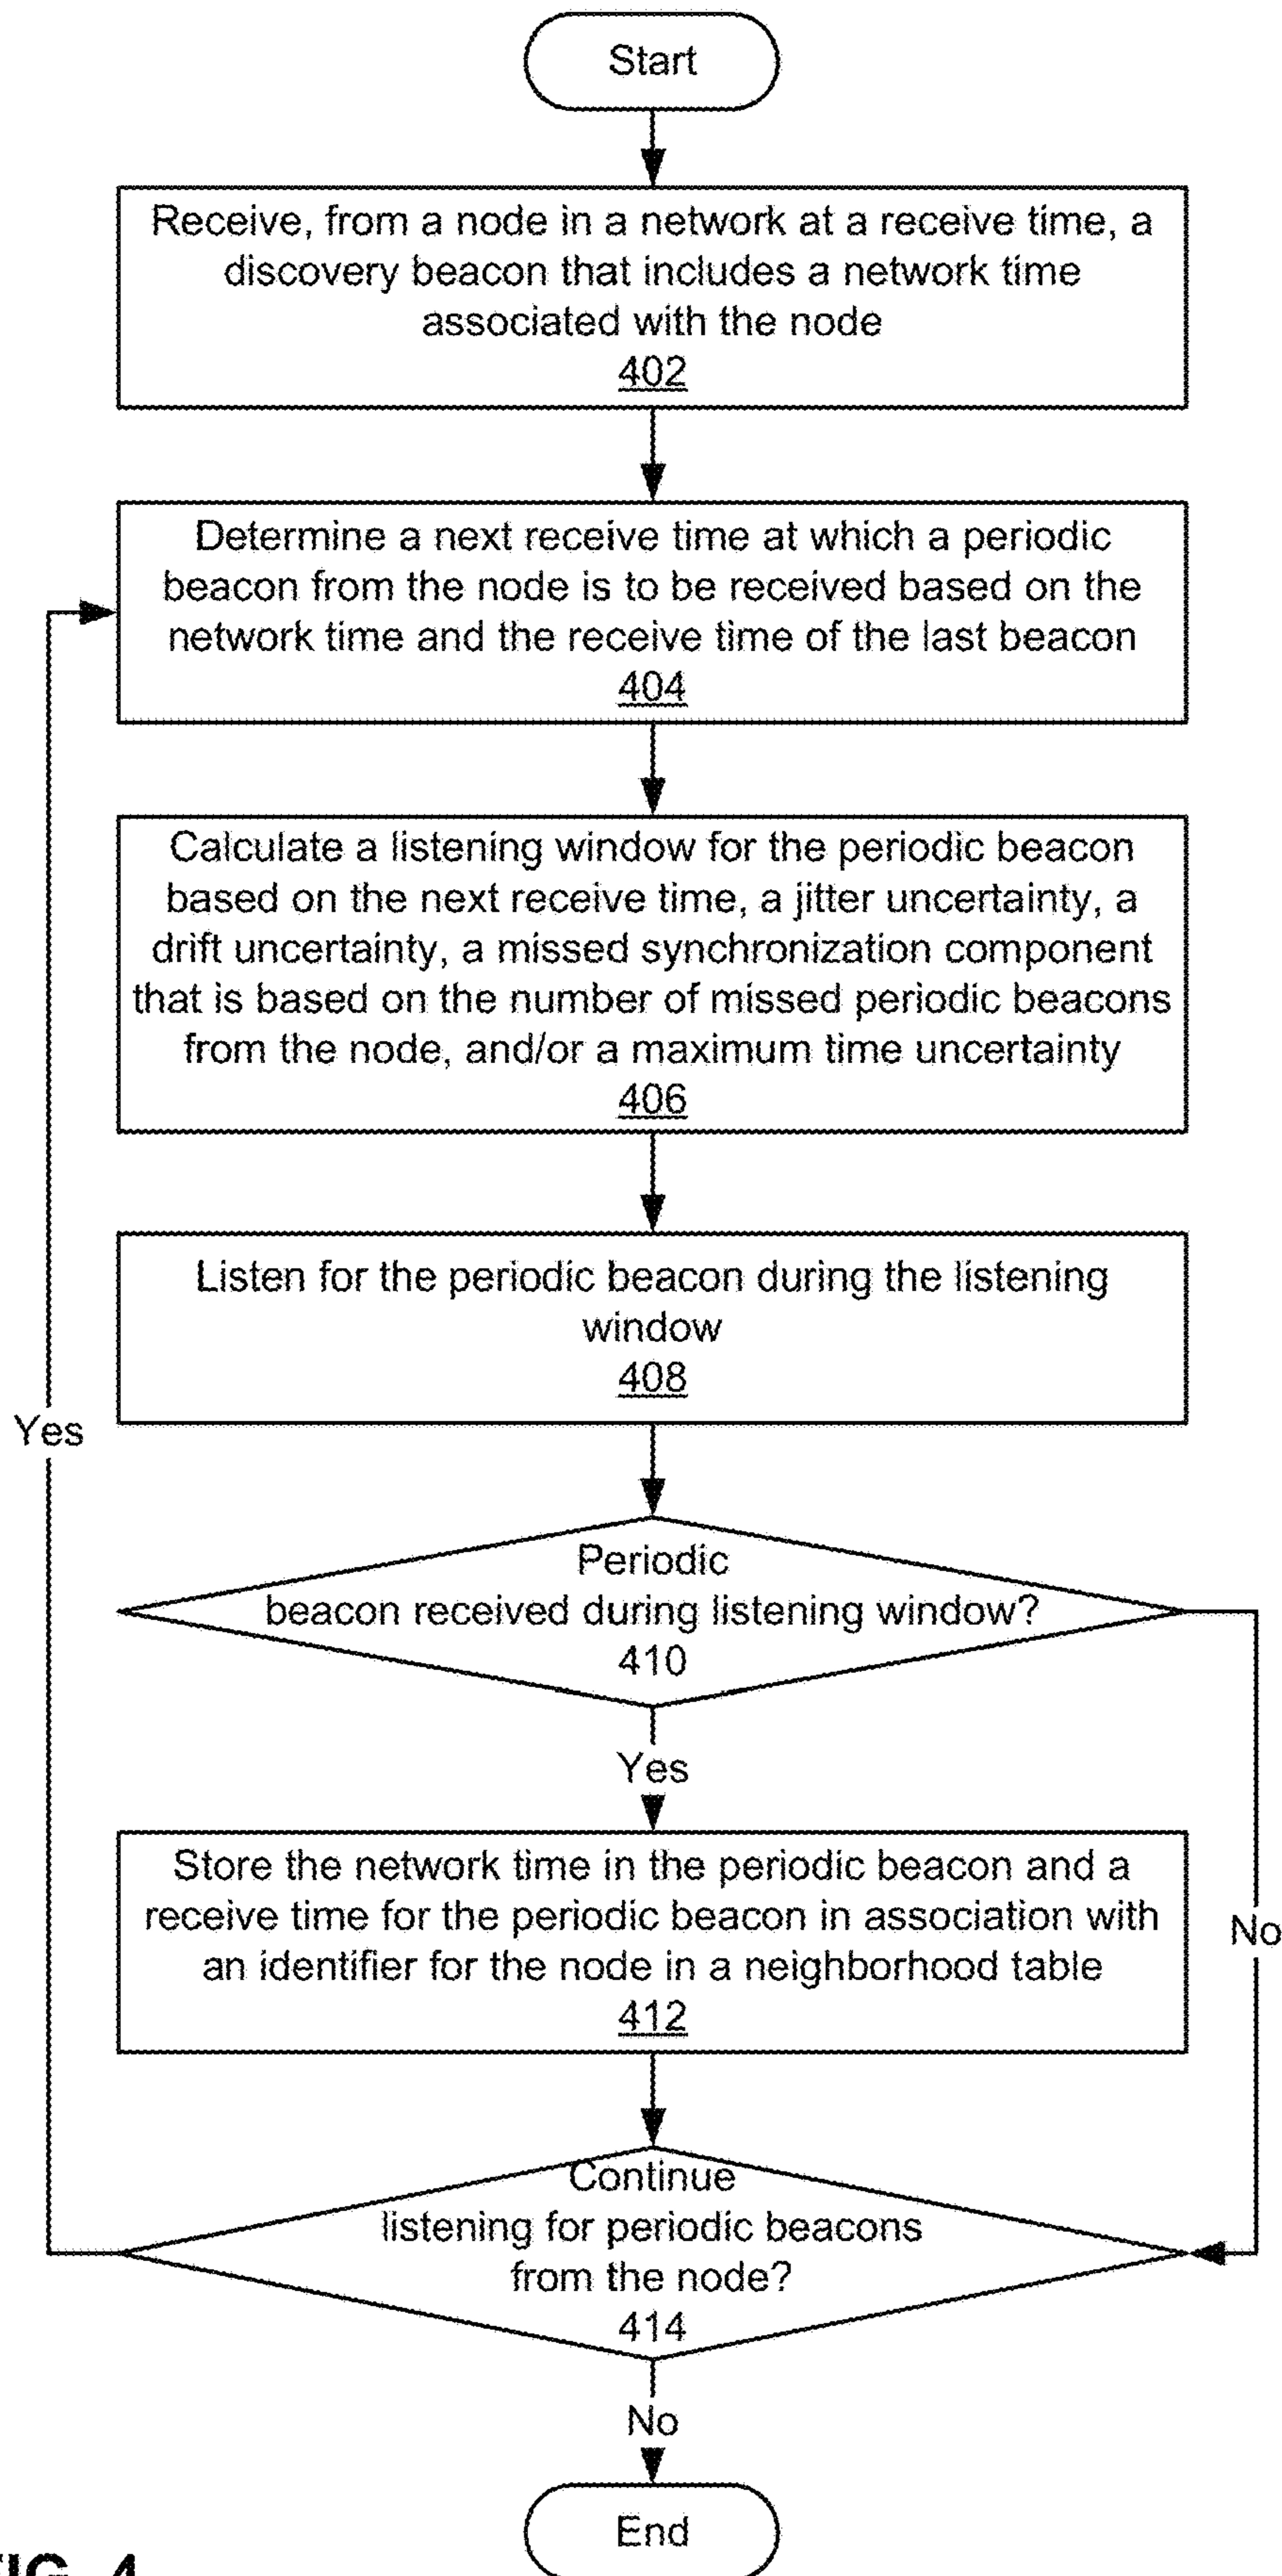 Start
Receive, from a node in a network at a receive time, a
discovery beacon that includes a network time
associated with the node
402
Determine a next receive time at which a periodic
beacon from the node is to be received based on the
network time and the receive time of the last beacon
404
Calculate a listening window for the periodic beacon
based on the next receive time, a jitter uncertainty, a
drift uncertainty, a missed synchronization component
that is based on the number of missed periodic beacons
from the node, and/or a maximum time uncertainty
406
Listen for the periodic beacon during the listening
window
408
Yes
Periodic
beacon received during listening window?
410
Yes
Store the network time in the periodic beacon and a
receive time for the periodic beacon in association with
an identifier for the node in a neighborhood table
412
No
Continue
listening for periodic beacons
from the node?
414
No
End
FIG. 4